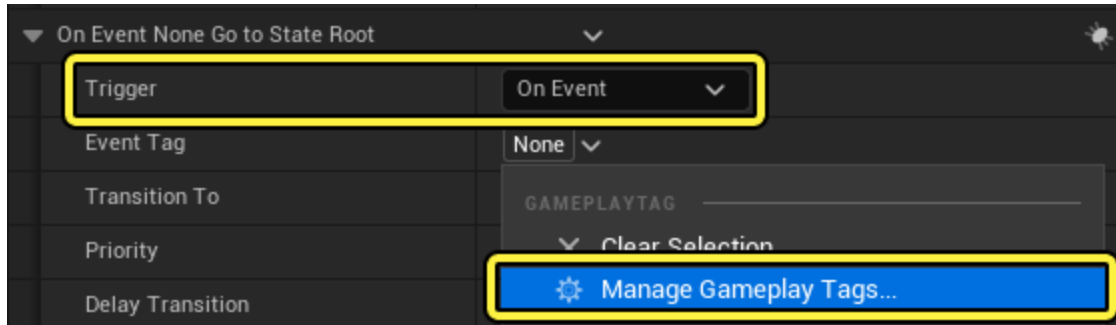 On Event None Go to State Root
Trigger On Event
Event Tag None
Transition To
GAMEPLAYTAG
Priority
Clear Selection
Manage Gameplay Tags...
Delay Transition